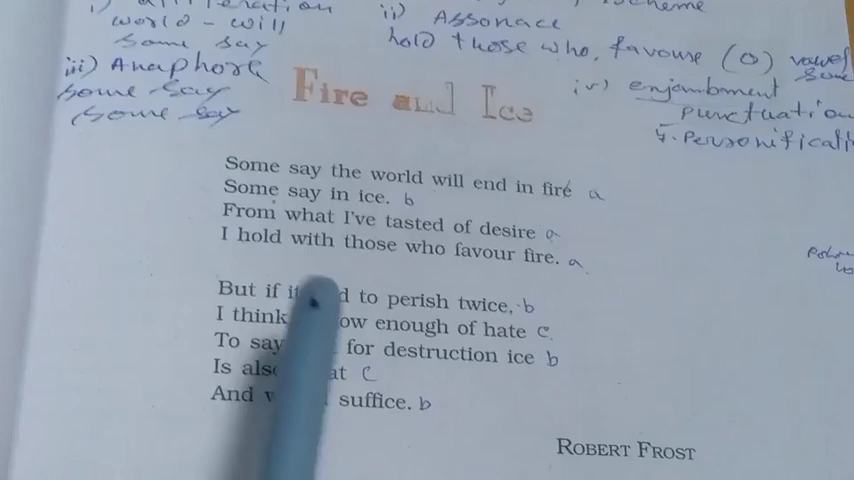 i) alliteration
world - will
some say
iii) Anaphora
some say
some say
ii) Assonace
hold those who, favour (o) vowel
iv) enjambment
punctuation
v. Personificati
Fire and Ice
Some say the world will end in fire a
Some say in ice. b
From what I've tasted of desire a
I hold with those who favour fire. a
But if it d to perish twice, b
I think ow enough of hate c
To say for destruction ice b
Is also at c
And suffice. b
ROBERT FROST